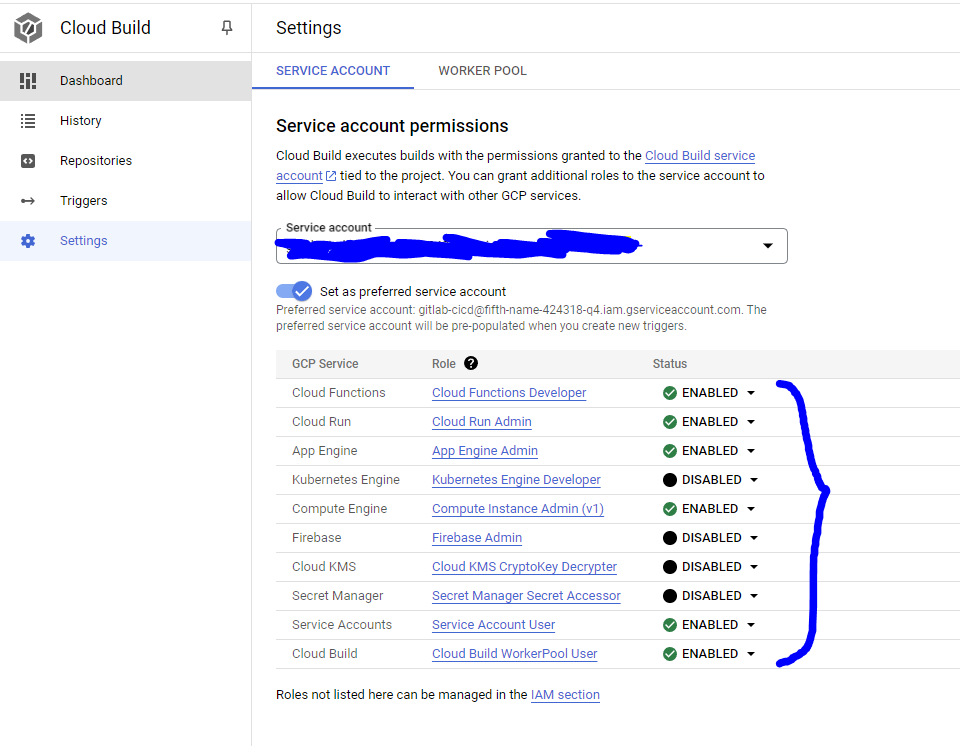 Cloud Build
Settings
Dashboard
History
Repositories
Triggers
Settings
SERVICE ACCOUNT WORKER POOL
Service account permissions
Cloud Build executes builds with the permissions granted to the Cloud Build service
account tied to the project. You can grant additional roles to the service account to
allow Cloud Build to interact with other GCP services.
Service account
Set as preferred service account
Preferred service account: gitlab-cicd@fifth-name-424318-q4.iam.gserviceaccount.com. The
preferred service account will be pre-populated when you create new triggers.
GCP Service Role ? Status
Cloud Functions Cloud Functions Developer ENABLED
Cloud Run Cloud Run Admin ENABLED
App Engine App Engine Admin ENABLED
Kubernetes Engine Kubernetes Engine Developer DISABLED
Compute Engine Compute Instance Admin (v1) ENABLED
Firebase Firebase Admin DISABLED
Cloud KMS Cloud KMS CryptoKey Decrypter DISABLED
Secret Manager Secret Manager Secret Accessor DISABLED
Service Accounts Service Account User ENABLED
Cloud Build Cloud Build WorkerPool User ENABLED
Roles not listed here can be managed in the IAM section